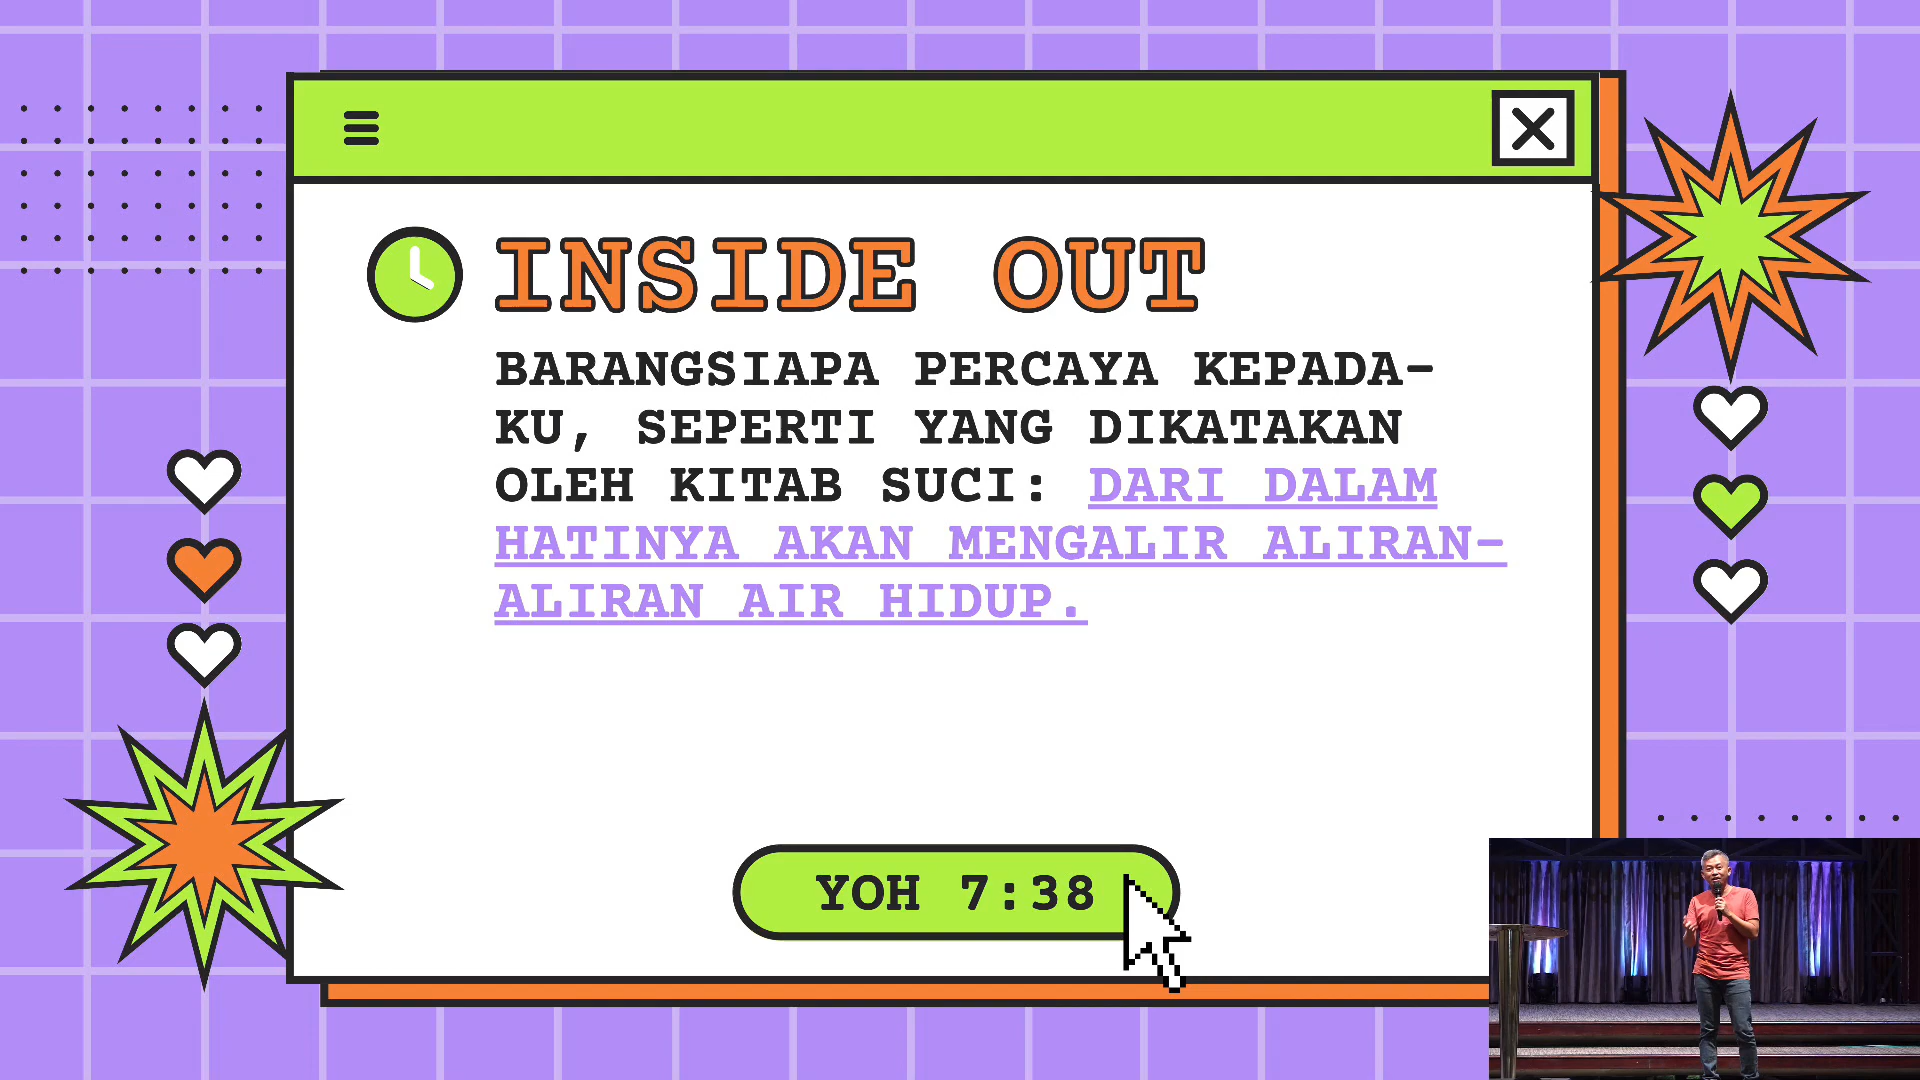 INSIDE OUT
BARANGSIAPA PERCAYA KEPADA-
KU, SEPERTI YANG DIKATAKAN
OLEH KITAB SUCI: DARI DALAM
HATINYA AKAN MENGALIR ALIRAN-
ALIRAN AIR HIDUP.
YOH 7:38